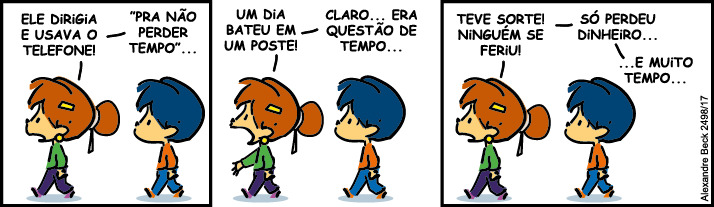 ELE DIRIGIA
E USAVA O
TELEFONE!
"PRA NÃO
PERDER
TEMPO"...
UM DIA
BATEU EM
UM POSTE!
CLARO... ERA
QUESTÃO DE
TEMPO...
TEVE SORTE!
NINGUÉM SE
FERIU!
SÓ PERDEU
DINHEIRO...
...E MUITO
TEMPO...
Alexandre Beck 2498/17